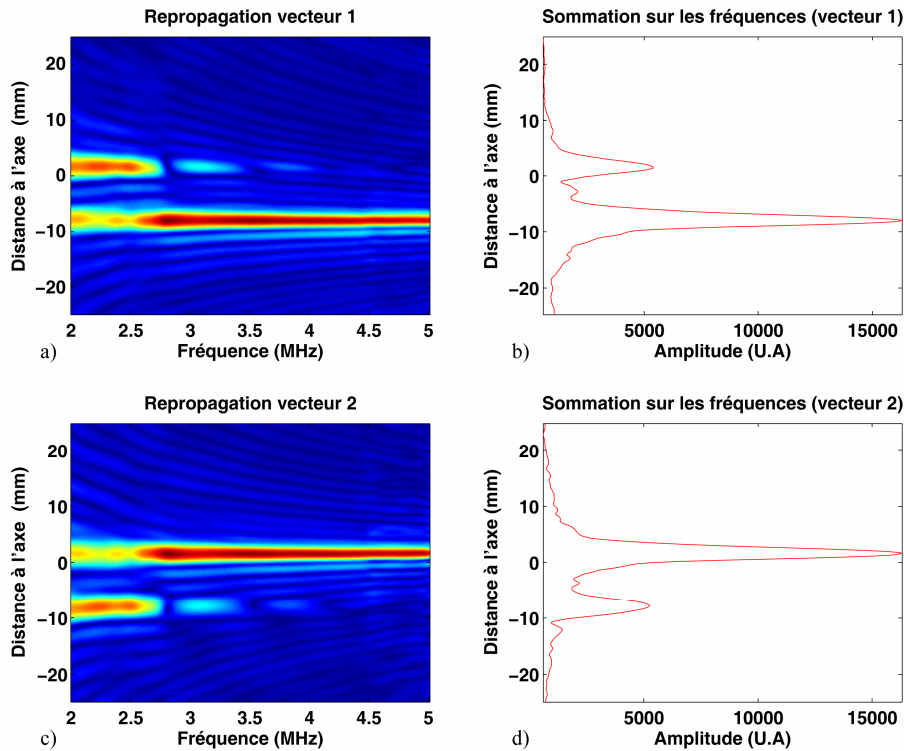 Repropagation vecteur 1
Distance à l'axe (mm)
20
10
0
−10
−20
2 2.5 3 3.5 4 4.5 5
Fréquence (MHz)
a)
Sommation sur les fréquences (vecteur 1)
Distance à l'axe (mm)
20
10
0
−10
−20
5000 10000 15000
Amplitude (U.A)
b)
Repropagation vecteur 2
Distance à l'axe (mm)
20
10
0
−10
−20
2 2.5 3 3.5 4 4.5 5
Fréquence (MHz)
c)
Sommation sur les fréquences (vecteur 2)
Distance à l'axe (mm)
20
10
0
−10
−20
5000 10000 15000
Amplitude (U.A)
d)